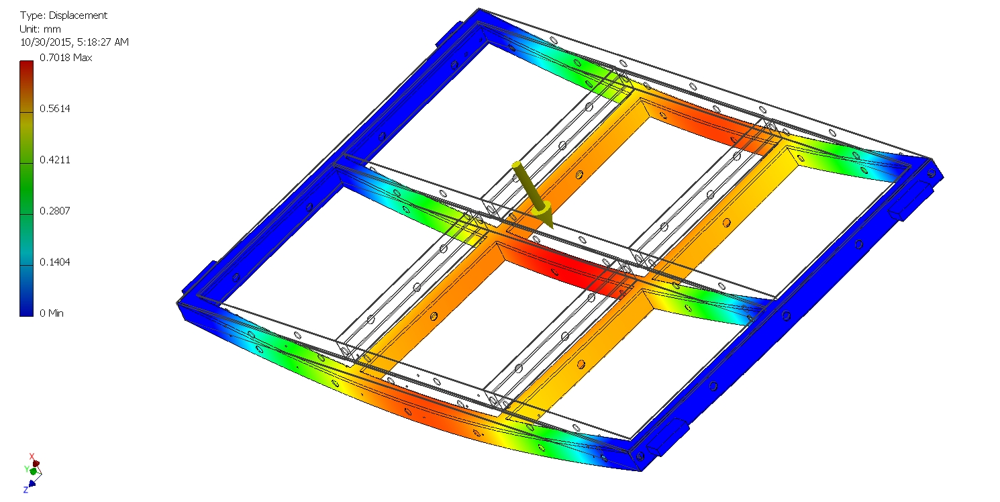 Type: Displacement
Unit: mm
10/30/2015, 5:18:27 AM
0.7018 Max
0.5614
0.4211
0.2807
0.1404
0 Min
X
Y
Z